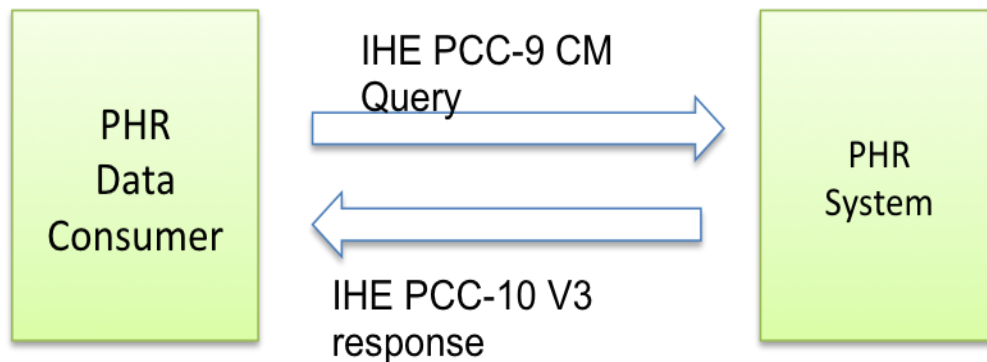 PHR
Data
Consumer
IHE PCC-9 CM
Query
IHE PCC-10 V3
response
PHR
System